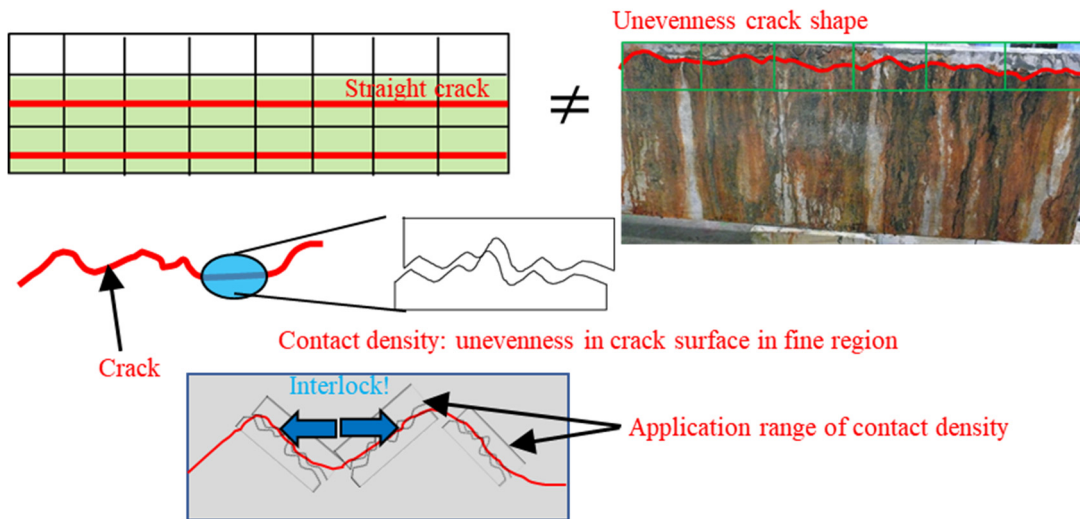 Unevenness crack shape
Straight crack
≠
Crack
Contact density: unevenness in crack surface in fine region
Interlock!
Application range of contact density